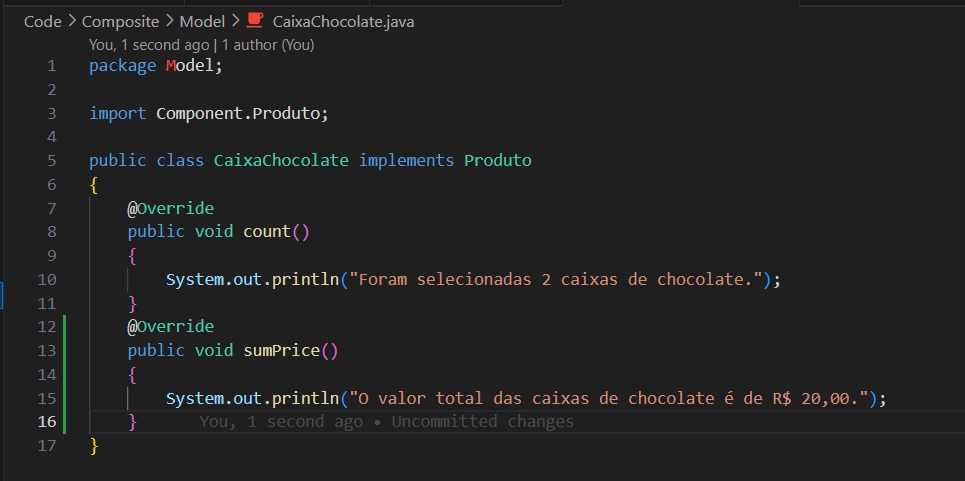 Code > Composite > Model > CaixaChocolate.java
You, 1 second ago | 1 author (You)
1 package Model;
2
3 import Component.Produto;
4
5 public class CaixaChocolate implements Produto
6 {
7 @Override
8 public void count()
9 {
10 System.out.println("Foram selecionadas 2 caixas de chocolate.");
11 }
12 @Override
13 public void sumPrice()
14 {
15 System.out.println("O valor total das caixas de chocolate é de R$ 20,00.");
16 } You, 1 second ago • Uncommitted changes
17 }